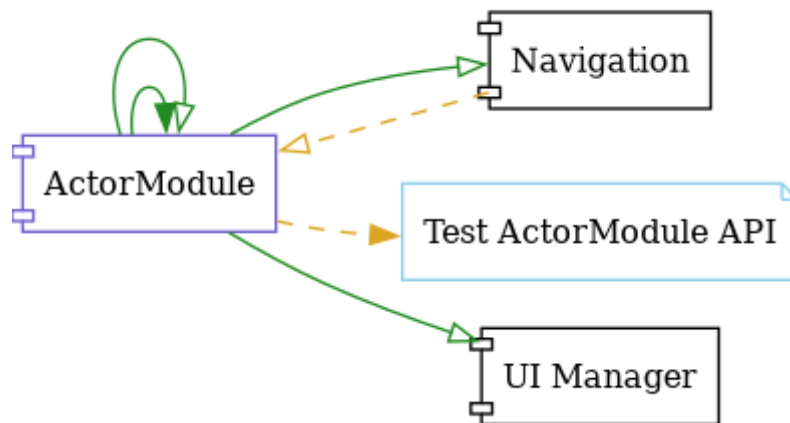 Navigation
ActorModule
Test ActorModule API
UI Manager